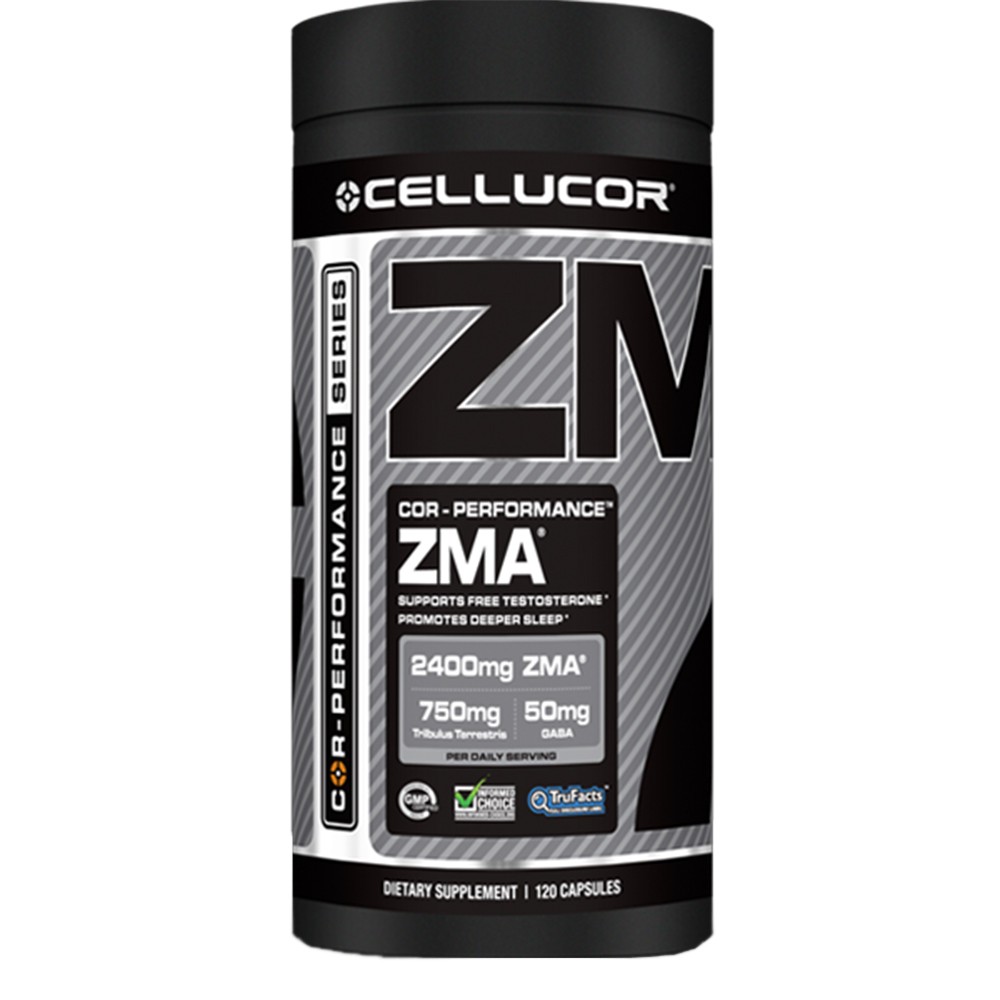 CELLUCOR®
ZM
COR-PERFORMANCE SERIES
COR-PERFORMANCE™
ZMA®
SUPPORTS FREE TESTOSTERONE*
PROMOTES DEEPER SLEEP*
2400mg ZMA®
750mg
Tribulus Terrestris
50mg
GABA
PER DAILY SERVING
GMP
INFORMED
CHOICE
TruFacts™
DIETARY SUPPLEMENT | 120 CAPSULES